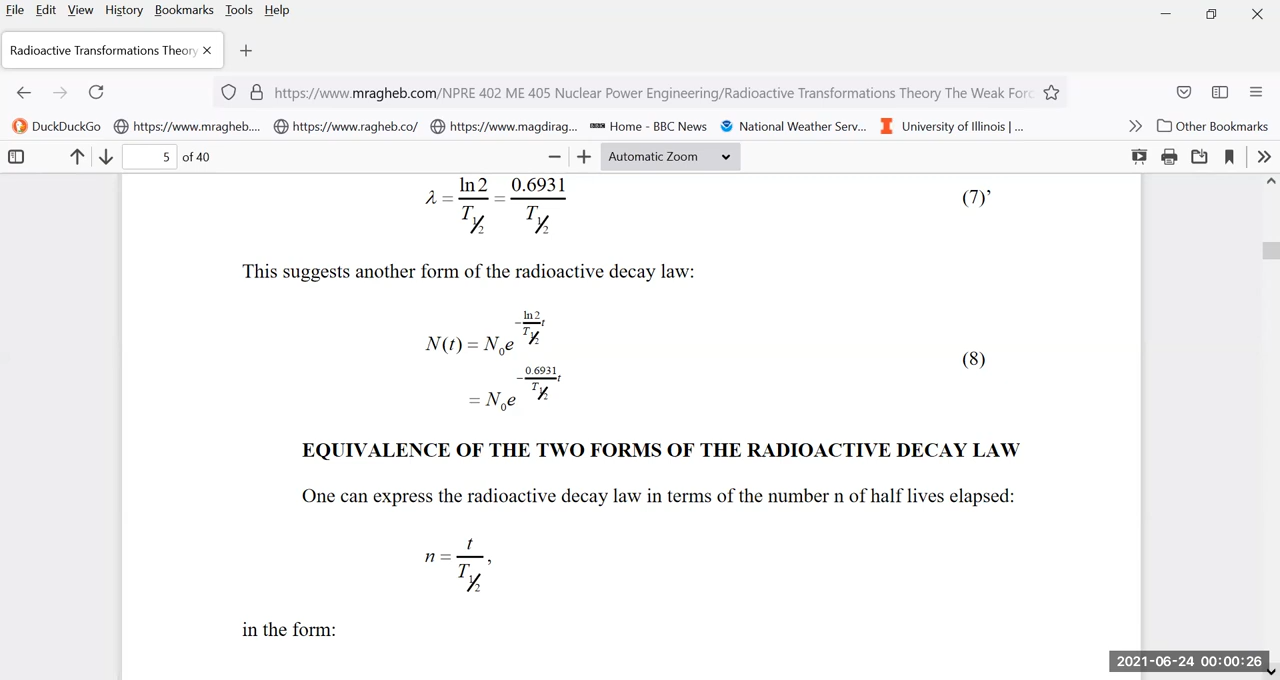 File Edit View History Bookmarks Tools Help
Radioactive Transformations Theory
https://www.mragheb.com/NPRE 402 ME 405 Nuclear Power Engineering/Radioactive Transformations Theory The Weak Forc
DuckDuckGo https://www.mragheb.... https://www.ragheb.co/ https://www.magdirag... BBC Home - BBC News National Weather Serv... University of Illinois | ... Other Bookmarks
5 of 40 Automatic Zoom
λ = ln2 / T½ = 0.6931 / T½ (7)’
This suggests another form of the radioactive decay law:
N(t) = N₀e^(-(ln2 / T½)t)
= N₀e^(-(0.6931 / T½)t) (8)
EQUIVALENCE OF THE TWO FORMS OF THE RADIOACTIVE DECAY LAW
One can express the radioactive decay law in terms of the number n of half lives elapsed:
n = t / T½,
in the form:
2021-06-24 00:00:26